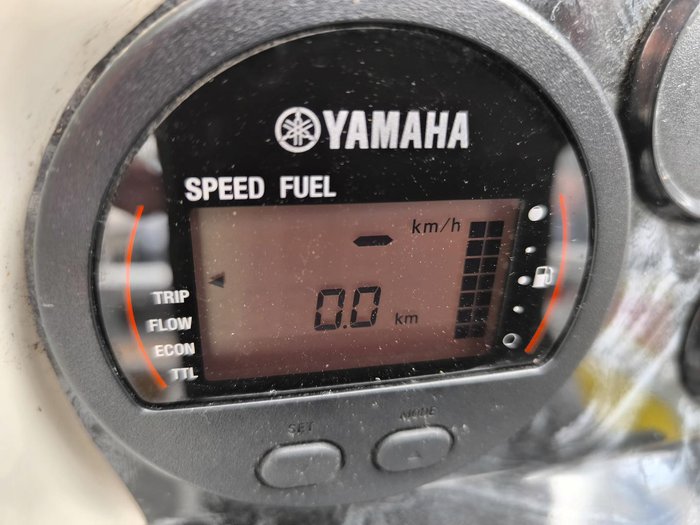 YAMAHA
SPEED FUEL
km/h
-
TRIP
0.0 km
FLOW
ECON
TTL
SET MODE